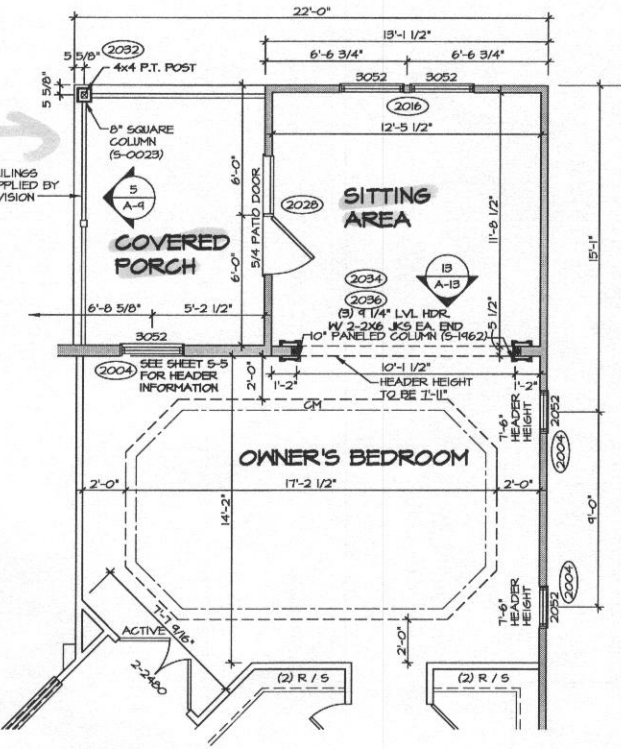 22'-0"
13'-1 1/2"
5 5/8"
2032
6'-6 3/4"
6'-6 3/4"
4x4 P.T. POST
3052
3052
5 5/8"
2016
8" SQUARE
COLUMN
(S-0023)
12'-5 1/2"
ILINGS
PPLIED BY
VISION
5
A-9
6'-0"
5/4 PATIO DOOR
2028
SITTING
AREA
11'-8 1/2"
15'-1"
COVERED
PORCH
6'-0"
2034
2036
13
A-13
6'-8 5/8"
5'-2 1/2"
(3) 9 1/4" LVL HDR.
W/ 2-2X6 JKS EA. END
10" PANELED COLUMN (S-1962)
3052
2004
SEE SHEET S-5
FOR HEADER
INFORMATION
2'-0"
1'-2"
10'-1 1/2"
1'-2"
HEADER HEIGHT
TO BE 7'-11"
CM
7'-6"
HEADER
HEIGHT
2052
2004
OWNER'S BEDROOM
2'-0"
17'-2 1/2"
2'-0"
14'-2"
9'-0"
7'-6"
HEADER
HEIGHT
2052
2004
7'-7 9/16"
ACTIVE
2'-0"
2-2480
(2) R / S
(2) R / S